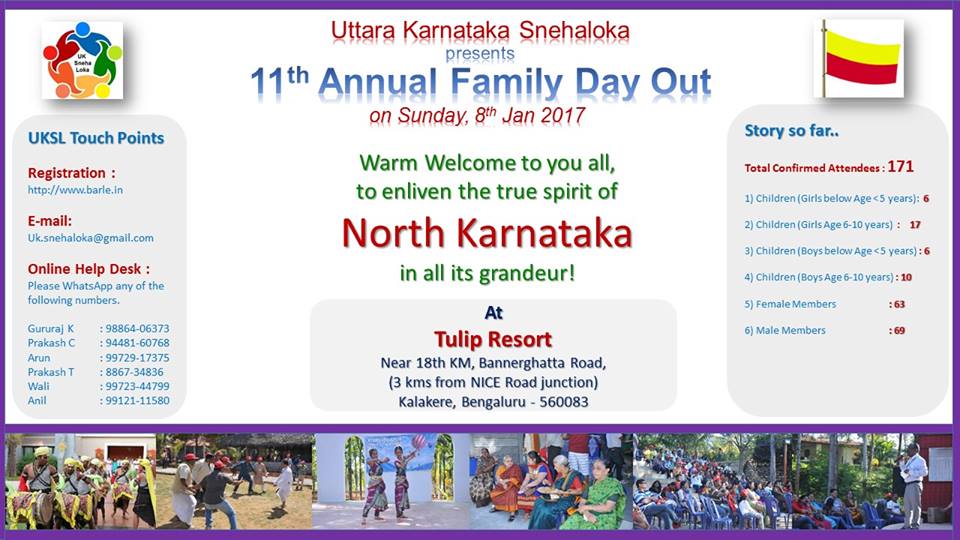 Uttara Karnataka Snehaloka
presents
11th Annual Family Day Out
on Sunday, 8th Jan 2017
UK
Sneha
Loka
UKSL Touch Points
Registration :
http://www.barle.in
E-mail:
Uk.snehaloka@gmail.com
Online Help Desk :
Please WhatsApp any of the
following numbers.
Gururaj K : 98864-06373
Prakash C : 94481-60768
Arun : 99729-17375
Prakash T : 8867-34836
Wali : 99723-44799
Anil : 99121-11580
Warm Welcome to you all,
to enliven the true spirit of
North Karnataka
in all its grandeur!
At
Tulip Resort
Near 18th KM, Bannerghatta Road,
(3 kms from NICE Road junction)
Kalakere, Bengaluru - 560083
Story so far..
Total Confirmed Attendees : 171
1) Children (Girls below Age < 5 years): 6
2) Children (Girls Age 6-10 years) : 17
3) Children (Boys below Age < 5 years) : 6
4) Children (Boys Age 6-10 years) : 10
5) Female Members : 63
6) Male Members : 69